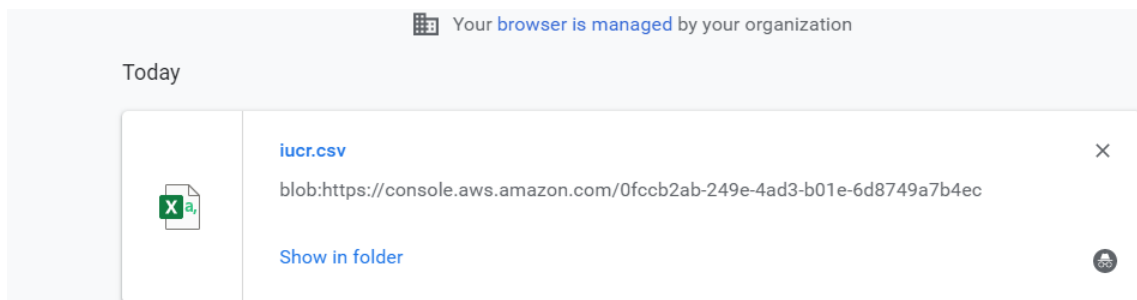 Your browser is managed by your organization
Today
iucr.csv
blob:https://console.aws.amazon.com/0fccb2ab-249e-4ad3-b01e-6d8749a7b4ec
X a,
Show in folder